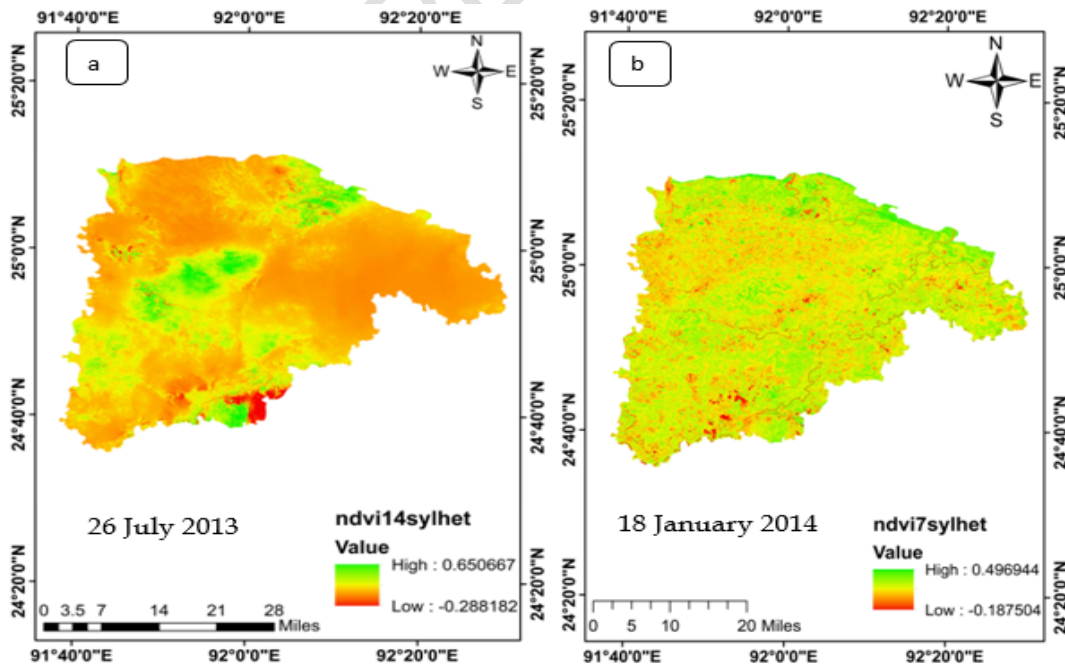 91°40'0"E 92°0'0"E 92°20'0"E
a
N
W E
S
25°20'0"N
25°20'0"N
25°0'0"N
25°0'0"N
24°40'0"N
24°40'0"N
24°20'0"N
24°20'0"N
26 July 2013
ndvi14sylhet
Value
High : 0.650667
Low : -0.288182
0 3.5 7 14 21 28
Miles
91°40'0"E 92°0'0"E 92°20'0"E
91°40'0"E 92°0'0"E 92°20'0"E
b
N
W E
S
25°20'0"N
25°20'0"N
25°0'0"N
25°0'0"N
24°40'0"N
24°40'0"N
24°20'0"N
24°20'0"N
18 January 2014
ndvi7sylhet
Value
High : 0.496944
Low : -0.187504
0 5 10 20 Miles
91°40'0"E 92°0'0"E 92°20'0"E